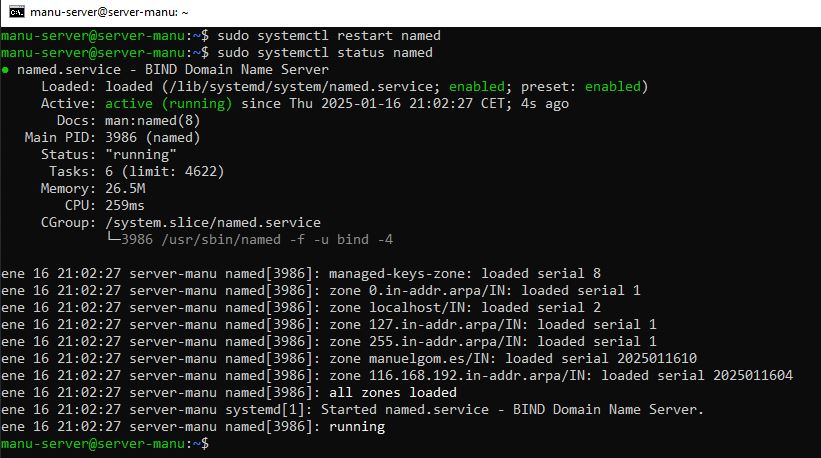 manu-server@server-manu: ~
manu-server@server-manu:~$ sudo systemctl restart named
manu-server@server-manu:~$ sudo systemctl status named
● named.service - BIND Domain Name Server
Loaded: loaded (/lib/systemd/system/named.service; enabled; preset: enabled)
Active: active (running) since Thu 2025-01-16 21:02:27 CET; 4s ago
Docs: man:named(8)
Main PID: 3986 (named)
Status: "running"
Tasks: 6 (limit: 4622)
Memory: 26.5M
CPU: 259ms
CGroup: /system.slice/named.service
└─3986 /usr/sbin/named -f -u bind -4
ene 16 21:02:27 server-manu named[3986]: managed-keys-zone: loaded serial 8
ene 16 21:02:27 server-manu named[3986]: zone 0.in-addr.arpa/IN: loaded serial 1
ene 16 21:02:27 server-manu named[3986]: zone localhost/IN: loaded serial 2
ene 16 21:02:27 server-manu named[3986]: zone 127.in-addr.arpa/IN: loaded serial 1
ene 16 21:02:27 server-manu named[3986]: zone 255.in-addr.arpa/IN: loaded serial 1
ene 16 21:02:27 server-manu named[3986]: zone manuelgom.es/IN: loaded serial 2025011610
ene 16 21:02:27 server-manu named[3986]: zone 116.168.192.in-addr.arpa/IN: loaded serial 2025011604
ene 16 21:02:27 server-manu named[3986]: all zones loaded
ene 16 21:02:27 server-manu systemd[1]: Started named.service - BIND Domain Name Server.
ene 16 21:02:27 server-manu named[3986]: running
manu-server@server-manu:~$